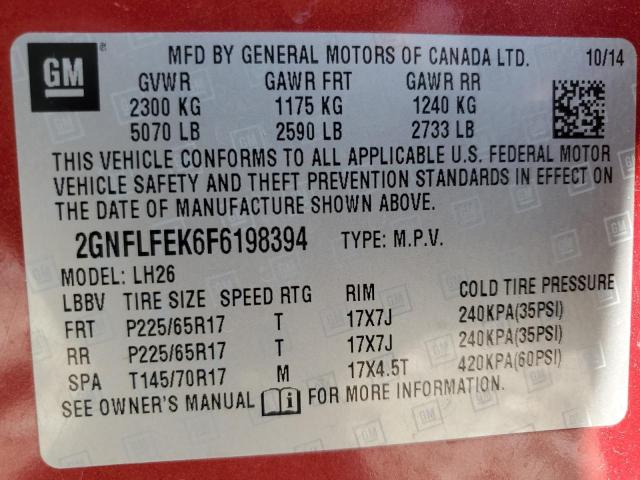 GM ® MFD BY GENERAL MOTORS OF CANADA LTD. 10/14
GVWR GAWR FRT GAWR RR
2300 KG 1175 KG 1240 KG
5070 LB 2590 LB 2733 LB
THIS VEHICLE CONFORMS TO ALL APPLICABLE U.S. FEDERAL MOTOR
VEHICLE SAFETY AND THEFT PREVENTION STANDARDS IN EFFECT ON
THE DATE OF MANUFACTURE SHOWN ABOVE.
2GNFLFEK6F6198394 TYPE: M.P.V.
MODEL: LH26
LBBV TIRE SIZE SPEED RTG RIM COLD TIRE PRESSURE
FRT P225/65R17 T 17X7J 240KPA(35PSI)
RR P225/65R17 T 17X7J 240KPA(35PSI)
SPA T145/70R17 M 17X4.5T 420KPA(60PSI)
SEE OWNER'S MANUAL i FOR MORE INFORMATION.